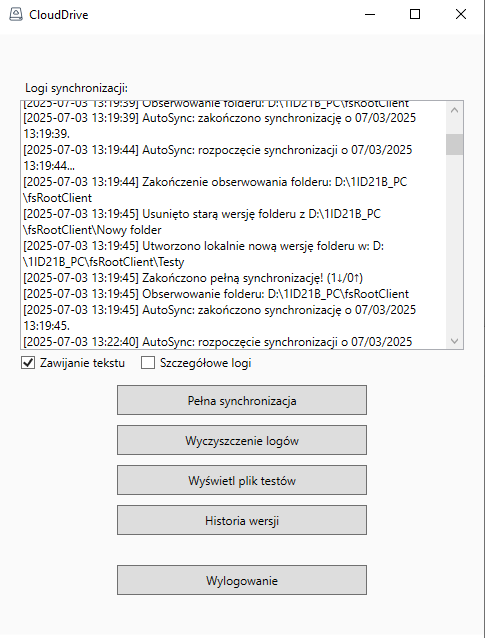 CloudDrive
Logi synchronizacji:
[2025-07-03 13:19:39] Obserwowanie folderu: D:\1ID21B_PC\fsRootClient
[2025-07-03 13:19:39] AutoSync: zakończono synchronizację o 07/03/2025
13:19:39.
[2025-07-03 13:19:44] AutoSync: rozpoczęcie synchronizacji o 07/03/2025
13:19:44...
[2025-07-03 13:19:44] Zakończenie obserwowania folderu: D:\1ID21B_PC
\fsRootClient
[2025-07-03 13:19:45] Usunięto starą wersję folderu z D:\1ID21B_PC
\fsRootClient\Nowy folder
[2025-07-03 13:19:45] Utworzono lokalnie nową wersję folderu w: D:
\1ID21B_PC\fsRootClient\Testy
[2025-07-03 13:19:45] Zakończono pełną synchronizację! (1↓/0↑)
[2025-07-03 13:19:45] Obserwowanie folderu: D:\1ID21B_PC\fsRootClient
[2025-07-03 13:19:45] AutoSync: zakończono synchronizację o 07/03/2025
13:19:45.
[2025-07-03 13:22:40] AutoSync: rozpoczęcie synchronizacji o 07/03/2025
Zawijanie tekstu Szczegółowe logi
Pełna synchronizacja
Wyczyszczenie logów
Wyświetl plik testów
Historia wersji
Wylogowanie